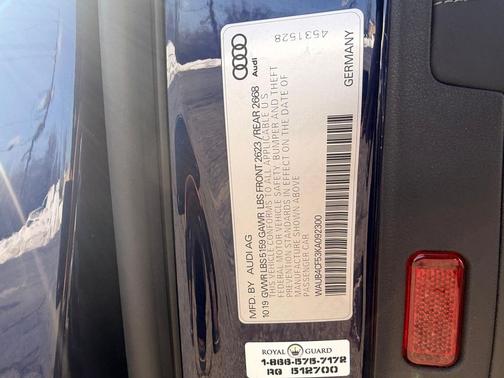 MFD. BY AUDI AG
10 19 GVWR LBS 5159 GAWR LBS FRONT 2623 /REAR 2668
THIS VEHICLE CONFORMS TO ALL APPLICABLE U.S.
FEDERAL MOTOR VEHICLE SAFETY, BUMPER AND THEFT
PREVENTION STANDARDS IN EFFECT ON THE DATE OF
MANUFACTURE SHOWN ABOVE
PASSENGER CAR
WAUB4CF53KA092300
Audi
4531528
GERMANY
ROYAL GUARD
1-866-575-7172
RG 512700